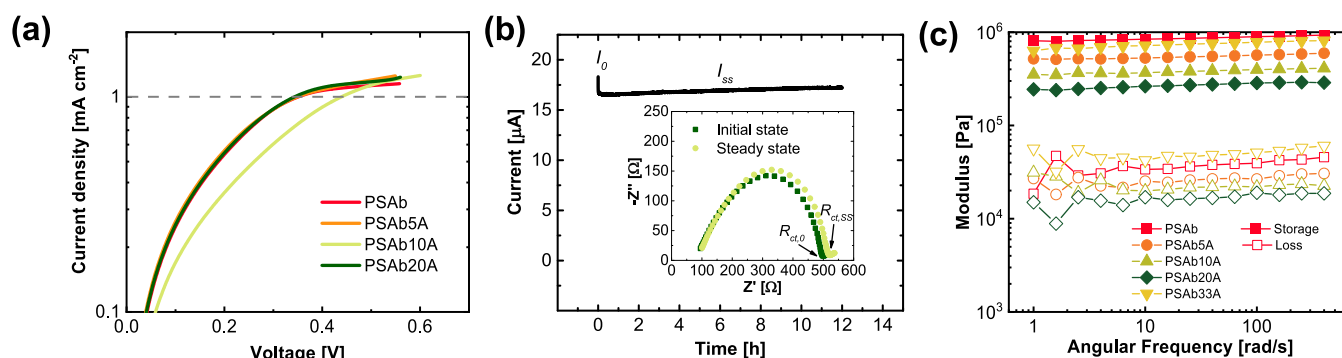 (a)
Current density [mA cm⁻²]
1
0.1
0.0 0.2 0.4 0.6
Voltage [V]
PSAb
PSAb5A
PSAb10A
PSAb20A
(b)
Current [µA]
20
15
10
5
0
0 2 4 6 8 10 12 14
Time [h]
I₀
Iₛₛ
-Z'' [Ω]
250
200
150
100
50
0
0 100 200 300 400 500 600
Z' [Ω]
Initial state
Steady state
R_ct,0
R_ct,SS
(c)
Modulus [Pa]
10⁶
10⁵
10⁴
10³
1 10 100
Angular Frequency [rad/s]
PSAb
PSAb5A
PSAb10A
PSAb20A
PSAb33A
Storage
Loss